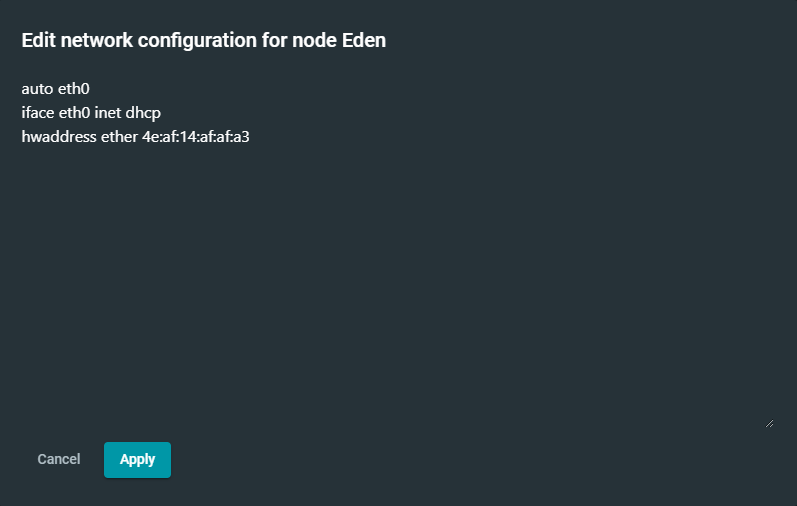 Edit network configuration for node Eden
auto eth0
iface eth0 inet dhcp
hwaddress ether 4e:af:14:af:af:a3
Cancel
Apply